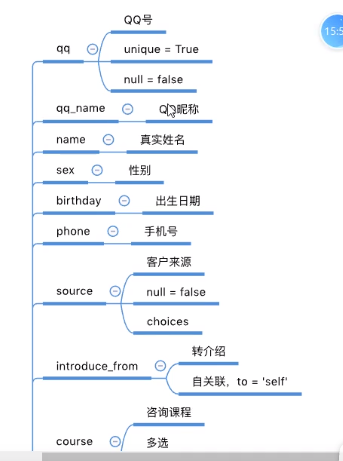 QQ号
15:5
qq
unique = True
null = false
qq_name
昵称
name
真实姓名
sex
性别
birthday
出生日期
phone
手机号
客户来源
source
null = false
choices
转介绍
introduce_from
自关联，to = 'self'
咨询课程
course
多选